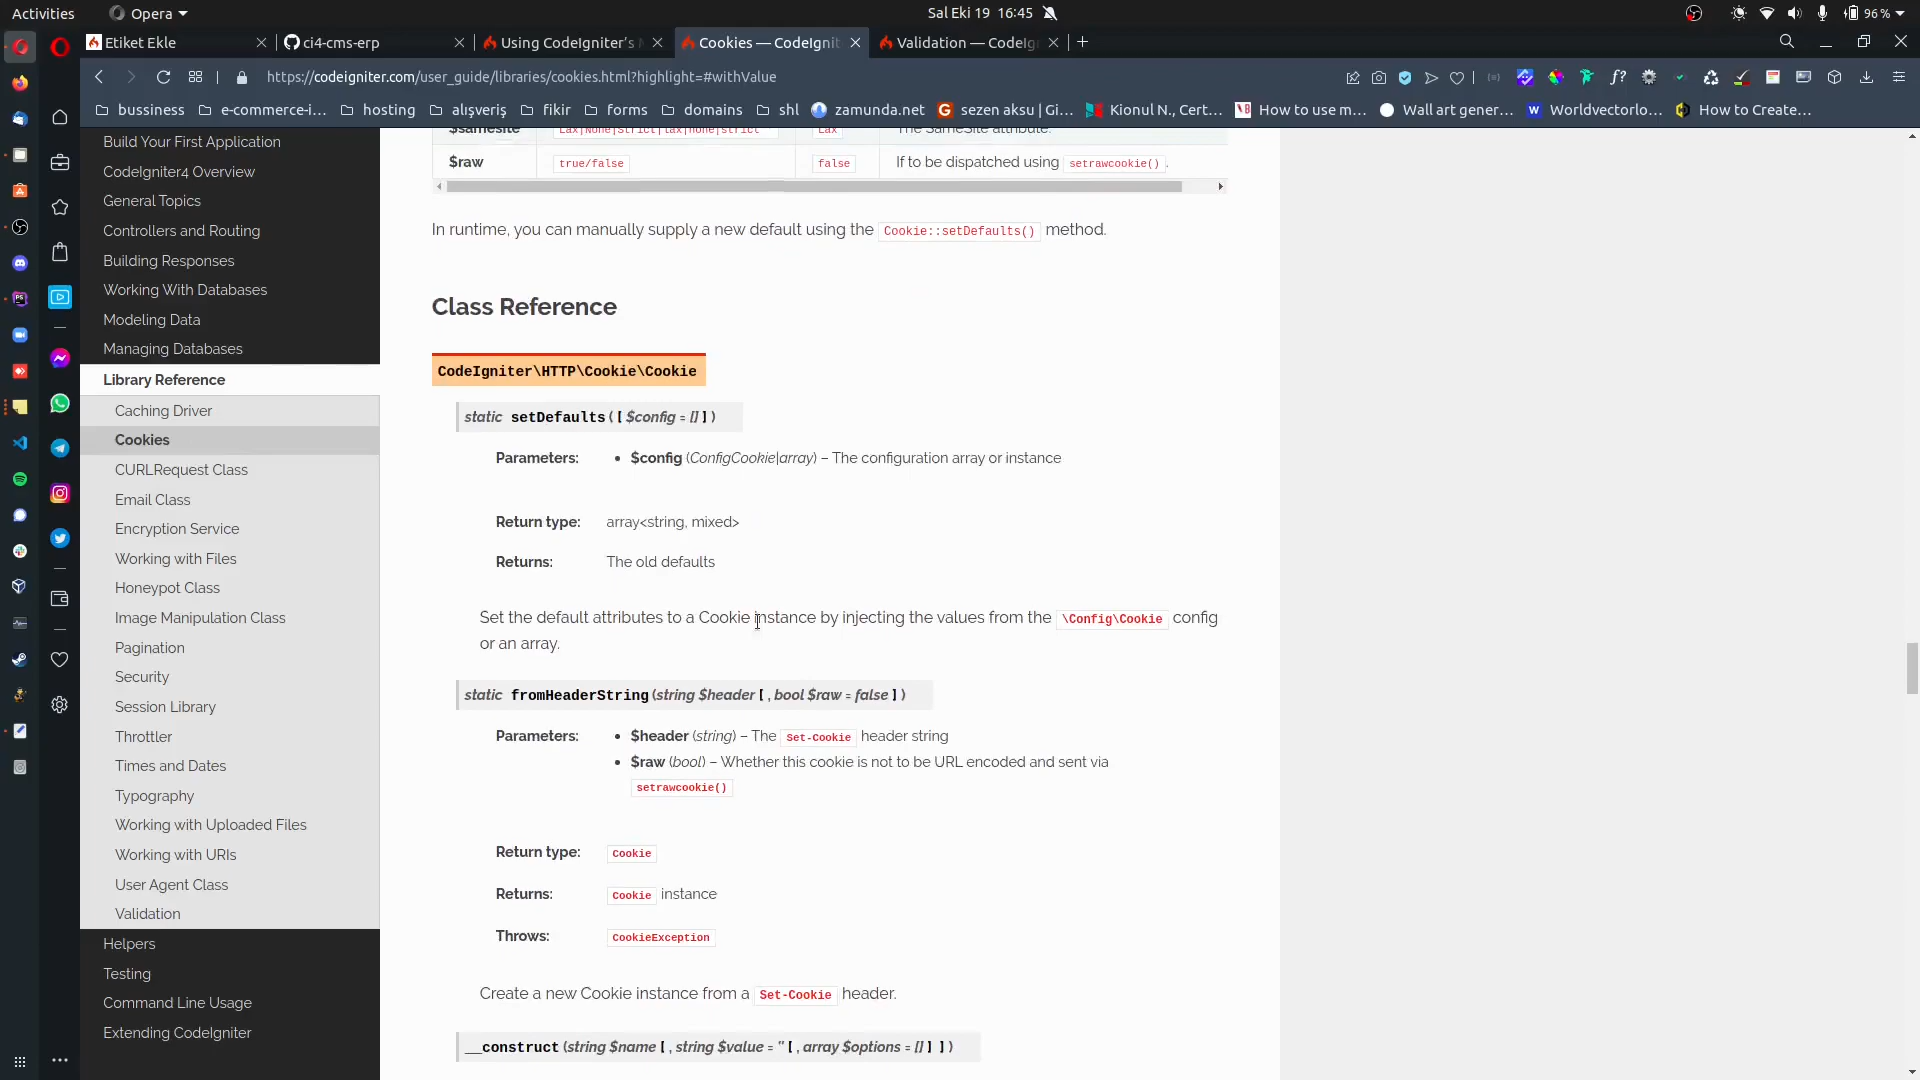 Activities
Opera
Sal Eki 19 16:45
96 %
Etiket Ekle
ci4-cms-erp
Using CodeIgniter's
Cookies — CodeIgnit
Validation — CodeIg
https://codeigniter.com/user_guide/libraries/cookies.html?highlight=#withValue
bussiness
e-commerce-i...
hosting
alışveriş
fikir
forms
domains
shl
zamunda.net
sezen aksu | Gi...
Kionul N., Cert...
How to use m...
Wall art gener...
Worldvectorlo...
How to Create...
Build Your First Application
CodeIgniter4 Overview
General Topics
Controllers and Routing
Building Responses
Working With Databases
Modeling Data
Managing Databases
Library Reference
Caching Driver
Cookies
CURLRequest Class
Email Class
Encryption Service
Working with Files
Honeypot Class
Image Manipulation Class
Pagination
Security
Session Library
Throttler
Times and Dates
Typography
Working with Uploaded Files
Working with URIs
User Agent Class
Validation
Helpers
Testing
Command Line Usage
Extending CodeIgniter
$samesite Lax|None|Strict|lax|none|strict Lax The SameSite attribute.
$raw true/false false If to be dispatched using setrawcookie() .
In runtime, you can manually supply a new default using the Cookie::setDefaults() method.
Class Reference
CodeIgniter\HTTP\Cookie\Cookie
static setDefaults([$config = []])
Parameters: • $config (ConfigCookie|array) – The configuration array or instance
Return type: array<string, mixed>
Returns: The old defaults
Set the default attributes to a Cookie instance by injecting the values from the \Config\Cookie config
or an array.
static fromHeaderString(string $header[, bool $raw = false])
Parameters: • $header (string) – The Set-Cookie header string
• $raw (bool) – Whether this cookie is not to be URL encoded and sent via
setrawcookie()
Return type: Cookie
Returns: Cookie instance
Throws: CookieException
Create a new Cookie instance from a Set-Cookie header.
__construct(string $name[, string $value = ''[, array $options = []]])